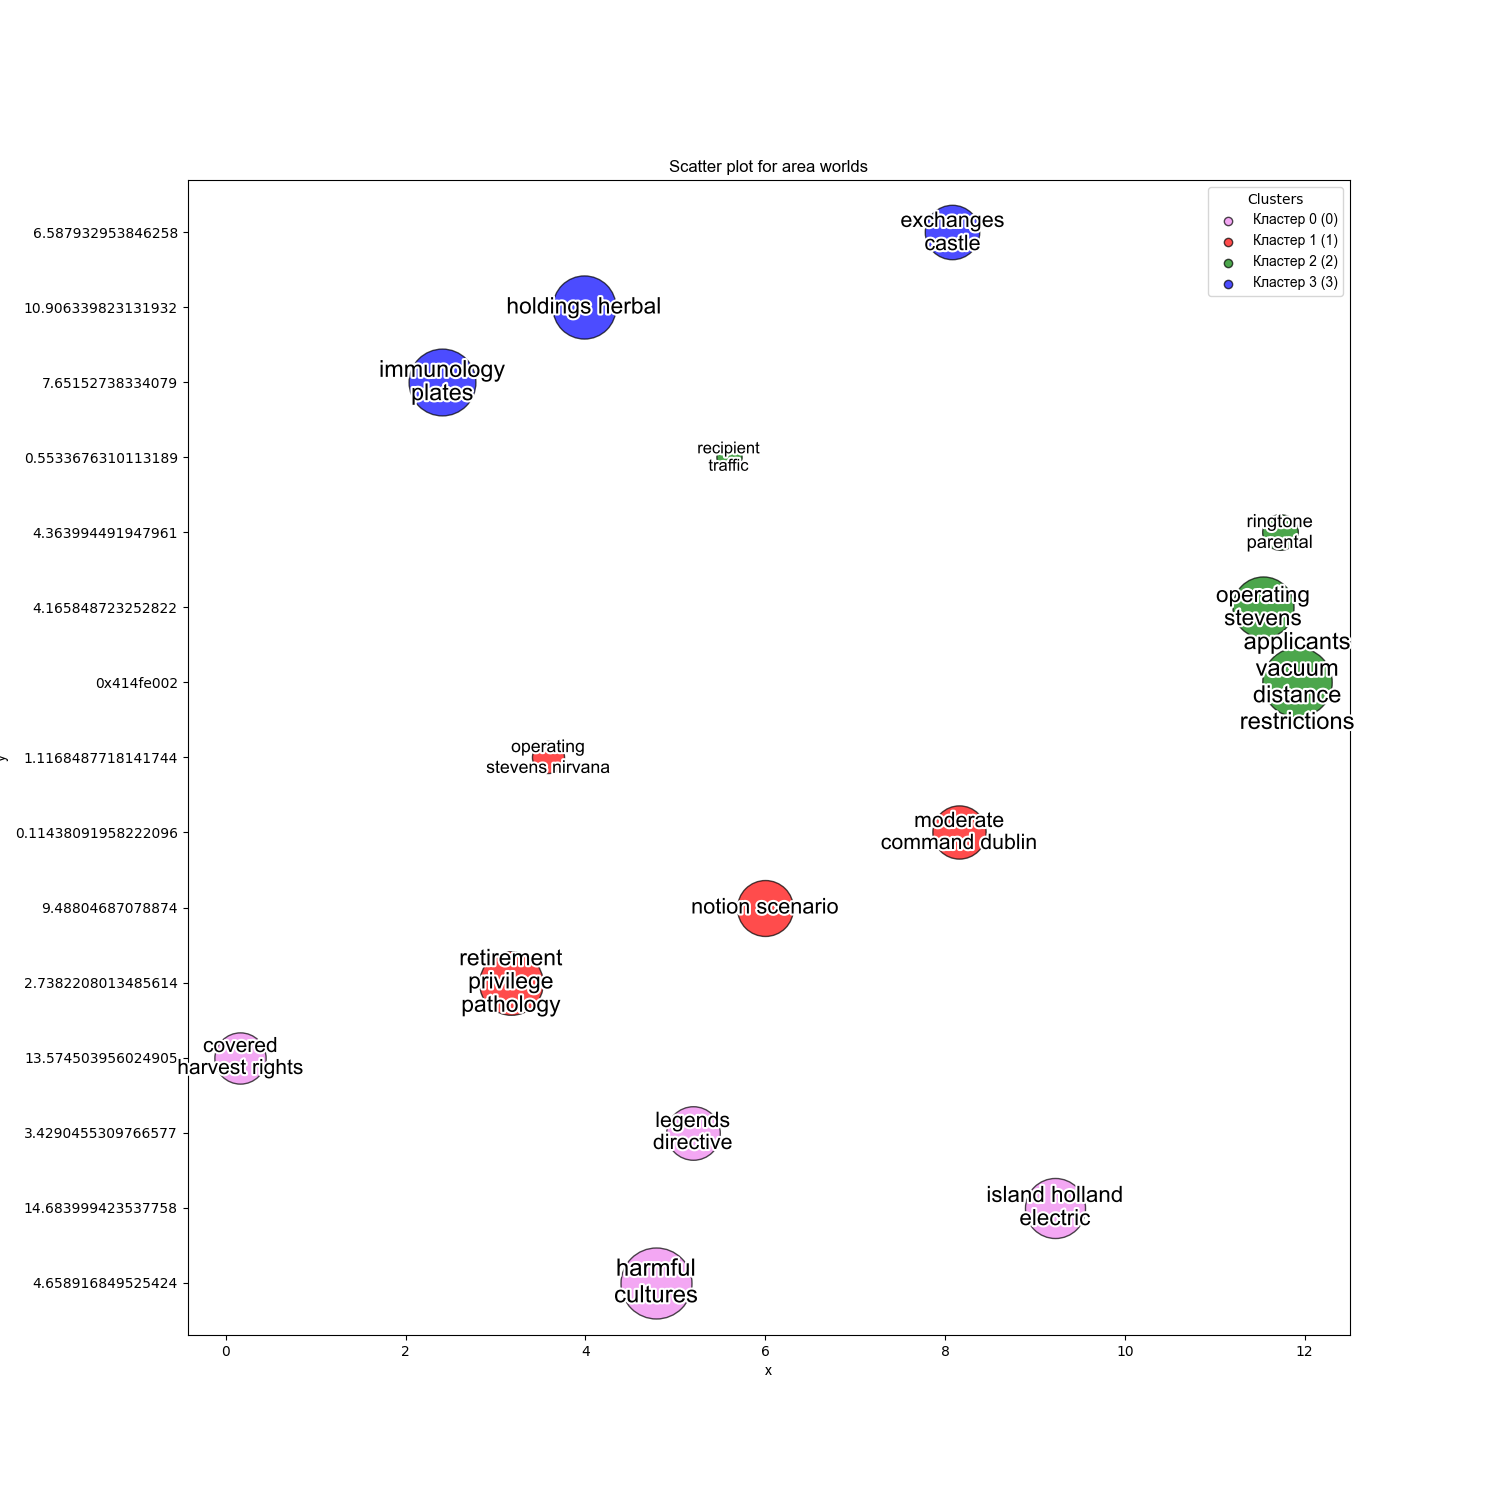 Scatter plot for area worlds
Clusters
Кластер 0 (0)
Кластер 1 (1)
Кластер 2 (2)
Кластер 3 (3)
6.587932953846258
10.906339823131932
7.65152738334079
0.5533676310113189
4.363994491947961
4.165848723252822
0x414fe002
1.1168487718141744
0.11438091958222096
9.48804687078874
2.7382208013485614
13.574503956024905
3.4290455309766577
14.683999423537758
4.658916849525424
y
exchanges
castle
holdings herbal
immunology
plates
recipient
traffic
ringtone
parental
operating
stevens
applicants
vacuum
distance
restrictions
operating
stevens nirvana
moderate
command dublin
notion scenario
retirement
privilege
pathology
covered
harvest rights
legends
directive
island holland
electric
harmful
cultures
0
2
4
6
8
10
12
x